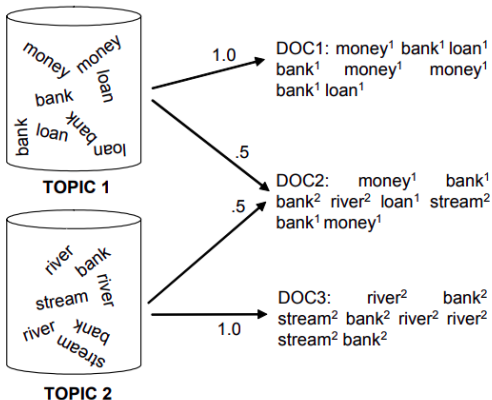 money
money
loan
bank
bank
loan
bank
loan
TOPIC 1
river
bank
river
stream
river
bank
stream
TOPIC 2
1.0
.5
.5
1.0
DOC1: money¹ bank¹ loan¹
bank¹ money¹ money¹
bank¹ loan¹
DOC2: money¹ bank¹
bank² river² loan¹ stream²
bank¹ money¹
DOC3: river² bank²
stream² bank² river² river²
stream² bank²